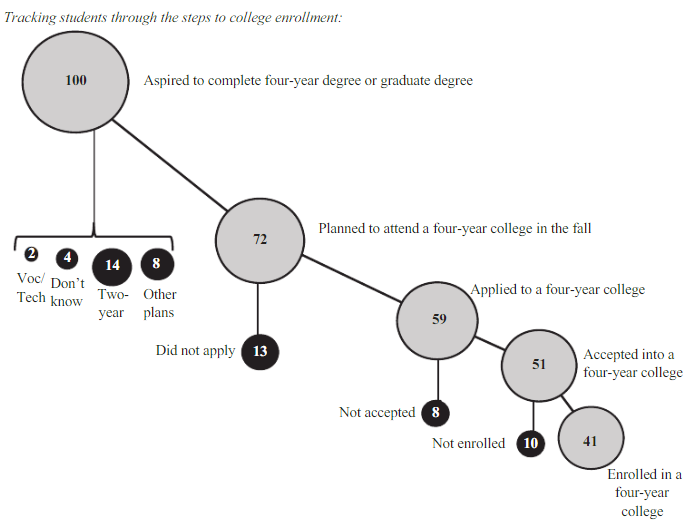 Tracking students through the steps to college enrollment:
100
Aspired to complete four-year degree or graduate degree
2
4
14
8
Voc/
Tech
Don’t
know
Two-
year
Other
plans
72
Planned to attend a four-year college in the fall
Did not apply
13
59
Applied to a four-year college
Not accepted
8
51
Accepted into a
four-year college
Not enrolled
10
41
Enrolled in a
four-year
college